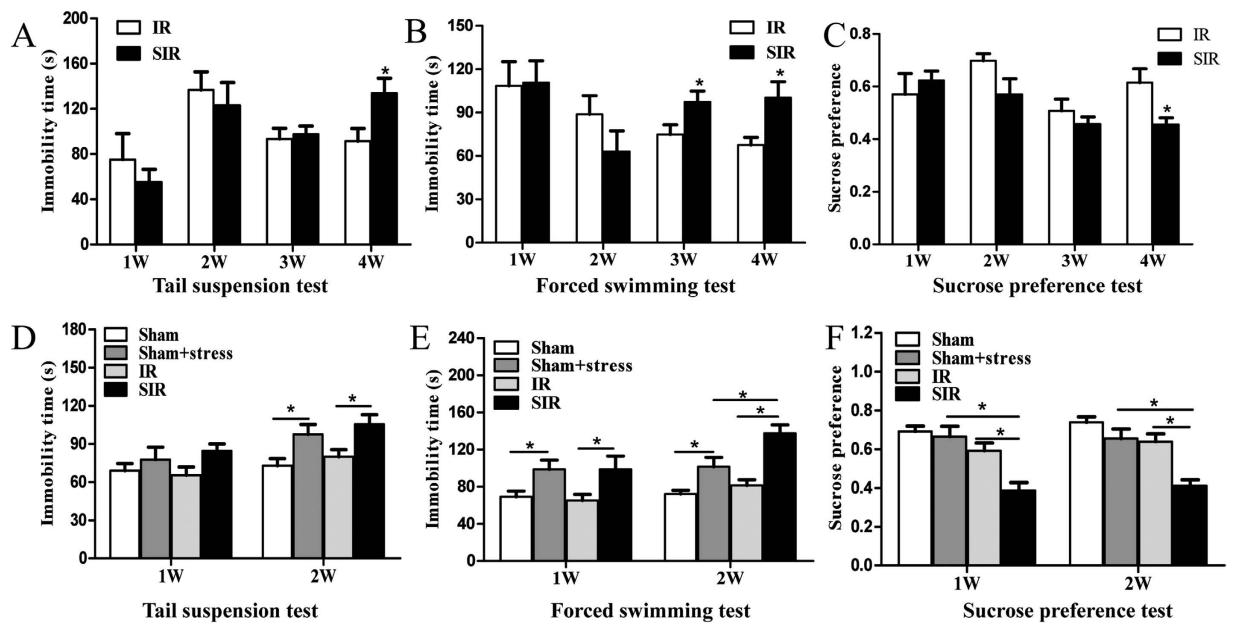 A
IR
SIR
Immobility time (s)
180
140
100
80
40
0
*
1W 2W 3W 4W
Tail suspension test
B
IR
SIR
Immobility time (s)
150
120
90
60
30
0
* *
1W 2W 3W 4W
Forced swimming test
C
IR
SIR
Sucrose preference
0.8
0.6
0.4
0.2
0.0
*
1W 2W 3W 4W
Sucrose preference test
D
Sham
Sham+stress
IR
SIR
Immobility time (s)
180
150
120
90
60
30
0
* *
1W 2W
Tail suspension test
E
Sham
Sham+stress
IR
SIR
Immobility time (s)
240
200
160
120
80
40
0
* * * * *
1W 2W
Forced swimming test
F
Sham
Sham+stress
IR
SIR
Sucrose preference
1.2
1.0
0.8
0.6
0.4
0.2
0.0
* * * *
1W 2W
Sucrose preference test